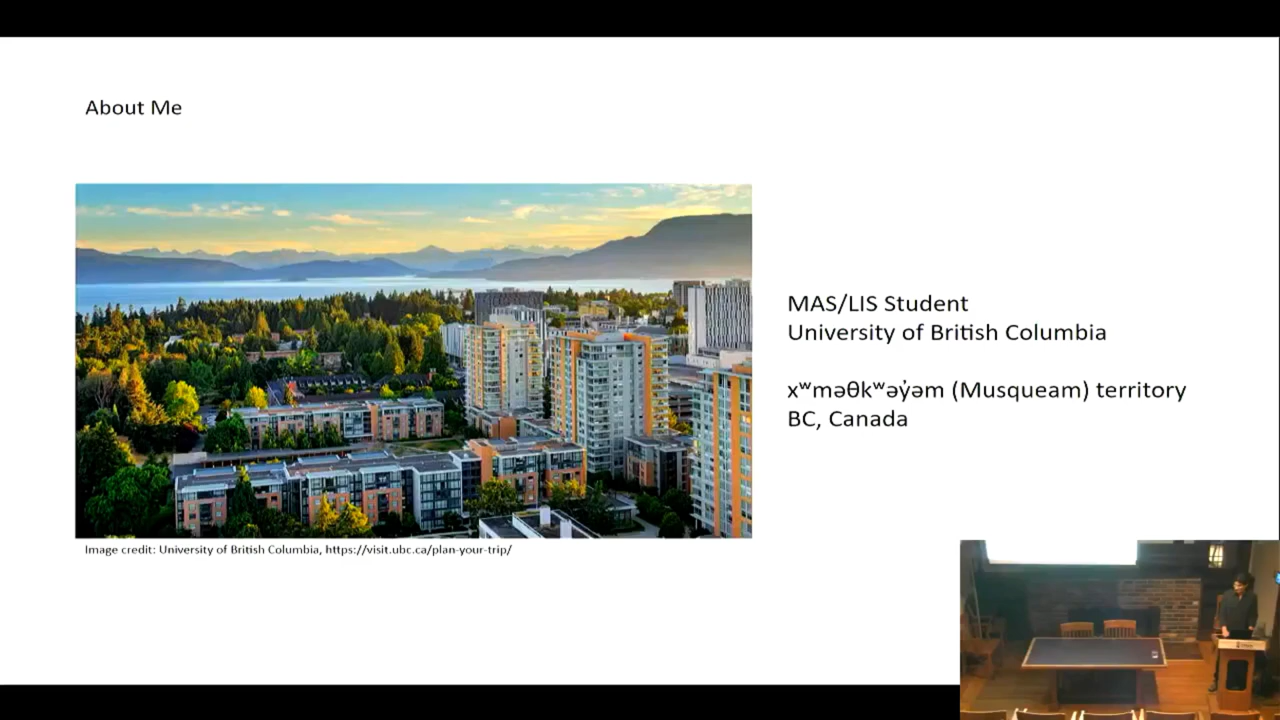 About Me
MAS/LIS Student
University of British Columbia
xʷməθkʷəy̓əm (Musqueam) territory
BC, Canada
Image credit: University of British Columbia, https://visit.ubc.ca/plan-your-trip/